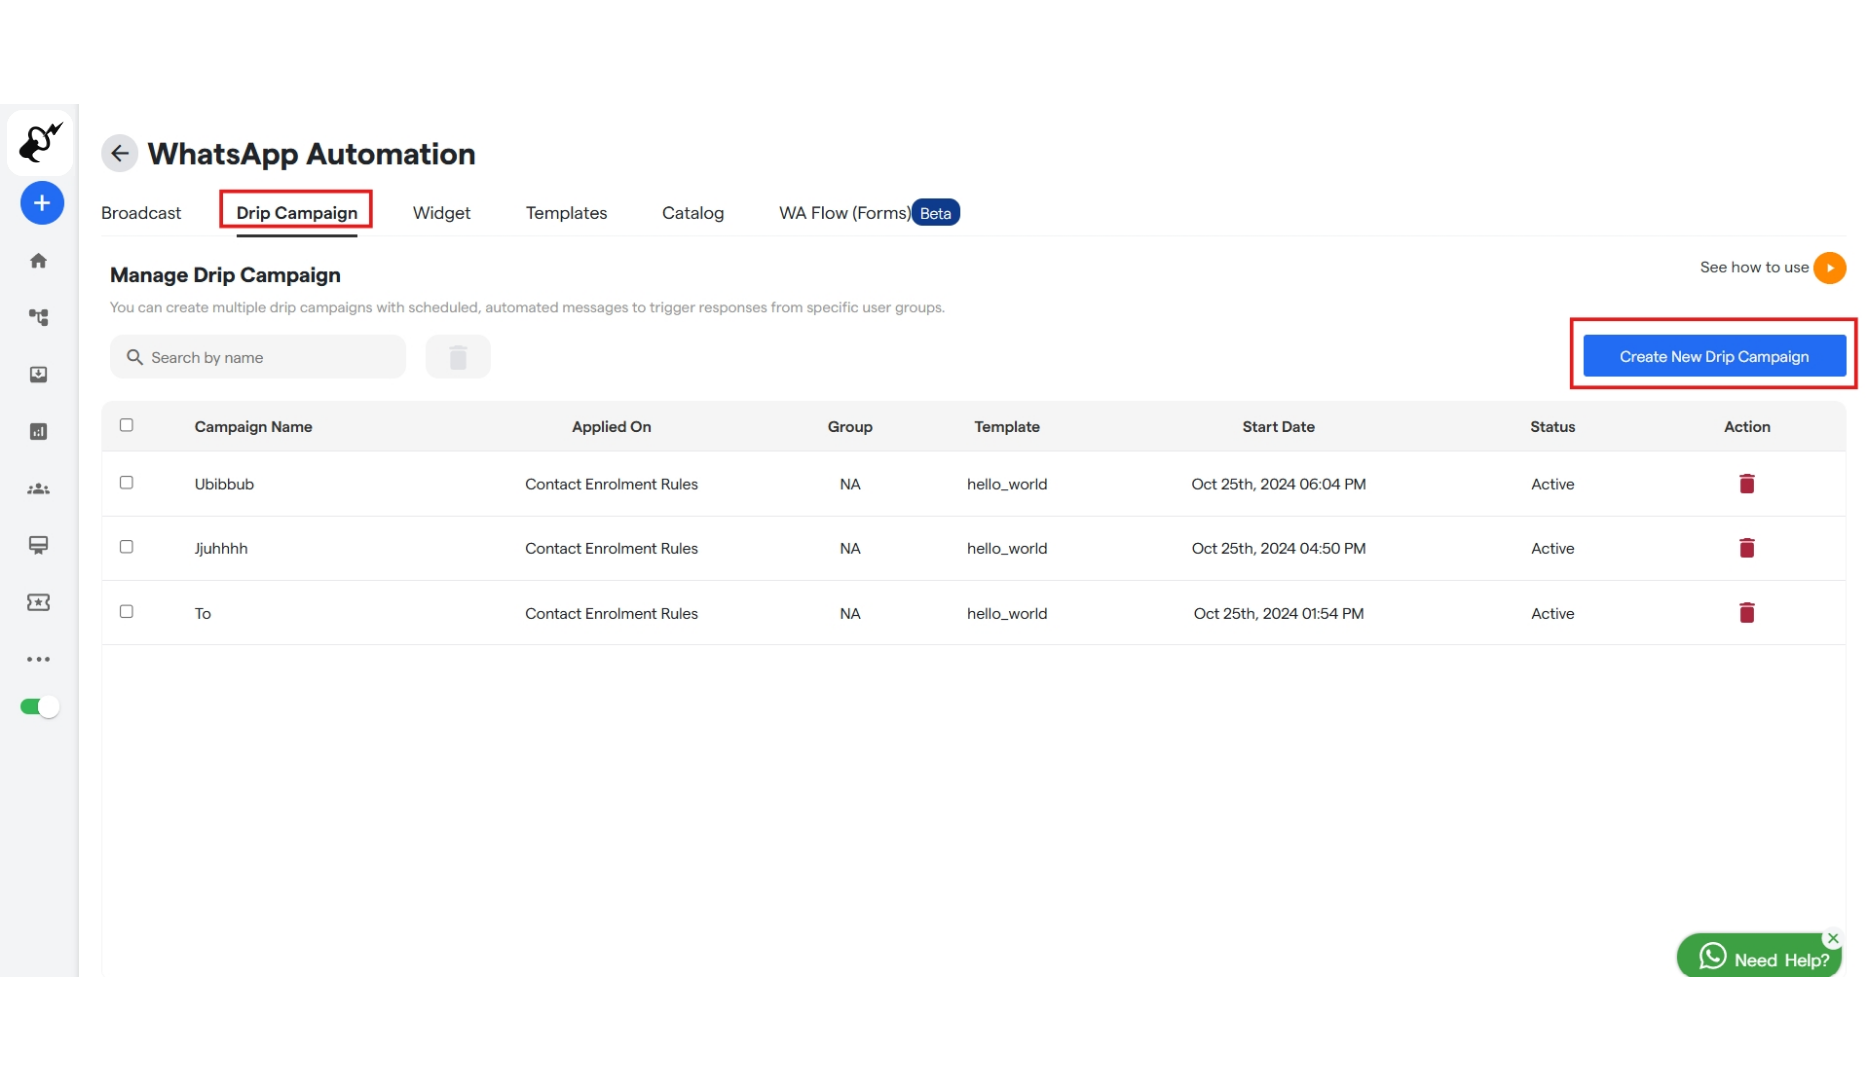 WhatsApp Automation
Broadcast Drip Campaign Widget Templates Catalog WA Flow (Forms) Beta
Manage Drip Campaign
See how to use
You can create multiple drip campaigns with scheduled, automated messages to trigger responses from specific user groups.
Search by name
Create New Drip Campaign
Campaign Name Applied On Group Template Start Date Status Action
Ubibbub Contact Enrolment Rules NA hello_world Oct 25th, 2024 06:04 PM Active
Jjuhhhh Contact Enrolment Rules NA hello_world Oct 25th, 2024 04:50 PM Active
To Contact Enrolment Rules NA hello_world Oct 25th, 2024 01:54 PM Active
Need Help?